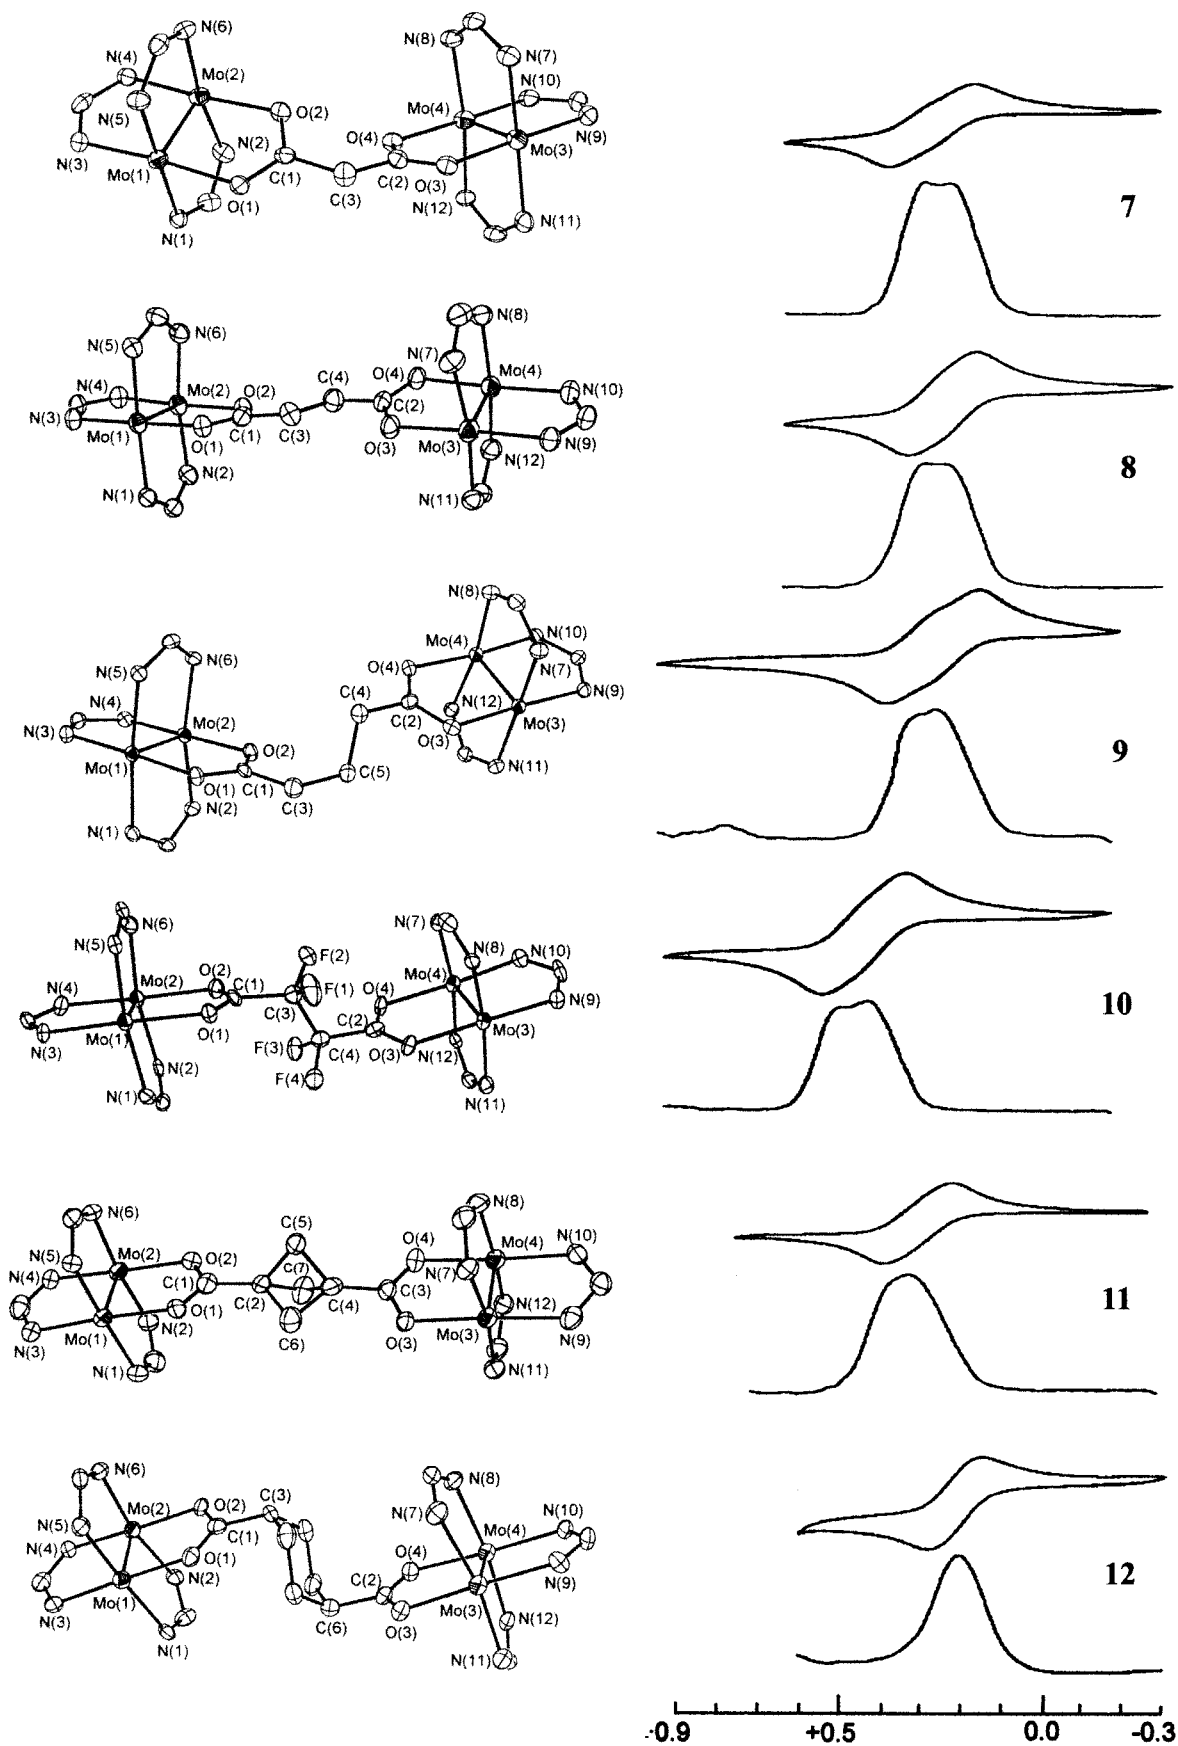 N(6)
N(4)
Mo(2)
N(5)
O(2)
N(2)
N(3)
Mo(1)
C(1)
O(1)
N(1)
C(3)
N(8)
N(7)
N(10)
Mo(4)
O(4)
N(9)
Mo(3)
C(2)
O(3)
N(12)
N(11)
7
N(5)
N(6)
N(4)
Mo(2)
O(2)
N(3)
Mo(1)
O(1)
C(1)
C(3)
C(4)
N(2)
N(1)
N(8)
N(7)
O(4)
Mo(4)
N(10)
C(2)
O(3)
Mo(3)
N(9)
N(12)
N(11)
8
N(5)
N(6)
N(4)
N(3)
Mo(2)
O(2)
Mo(1)
O(1)
C(1)
N(2)
C(3)
N(1)
N(8)
Mo(4)
N(10)
O(4)
N(7)
C(4)
N(12)
N(9)
C(2)
O(3)
Mo(3)
C(5)
N(11)
9
N(6)
N(5)
Mo(2)
O(2)
C(1)
N(4)
N(3)
Mo(1)
O(1)
N(2)
N(1)
F(2)
F(1)
C(3)
F(3)
C(4)
F(4)
N(7)
N(8)
N(10)
Mo(4)
O(4)
N(9)
C(2)
Mo(3)
O(3)
N(12)
N(11)
10
N(6)
N(5)
Mo(2)
O(2)
N(4)
C(1)
O(1)
N(3)
Mo(1)
N(2)
N(1)
C(5)
C(7)
C(2)
C(4)
C(6)
N(8)
O(4)
Mo(4)
N(10)
N(7)
C(3)
N(12)
O(3)
Mo(3)
N(9)
N(11)
11
N(6)
Mo(2)
O(2)
C(3)
N(5)
C(1)
N(4)
O(1)
N(2)
Mo(1)
N(3)
N(1)
N(8)
N(7)
N(10)
Mo(4)
O(4)
C(2)
N(9)
Mo(3)
C(6)
O(3)
N(12)
N(11)
12
+0.9 +0.5 0.0 -0.3